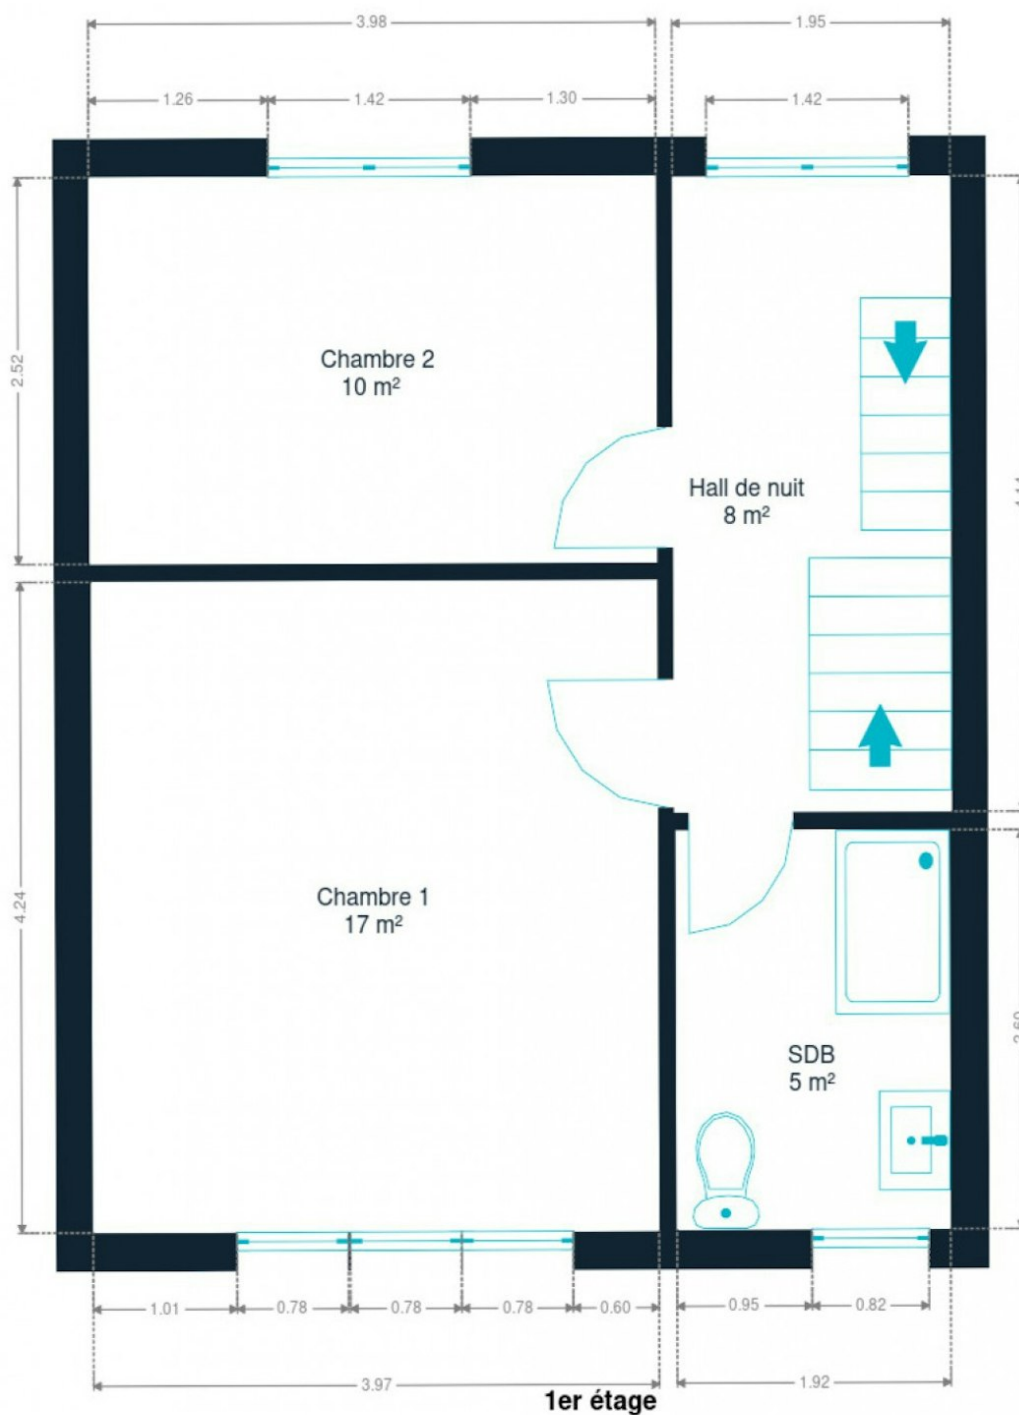 3.98
1.95
1.26
1.42
1.30
1.42
2.52
Chambre 2
10 m²
Hall de nuit
8 m²
4.24
Chambre 1
17 m²
SDB
5 m²
1.01
0.78
0.78
0.78
0.60
0.95
0.82
3.97
1.92
1er étage